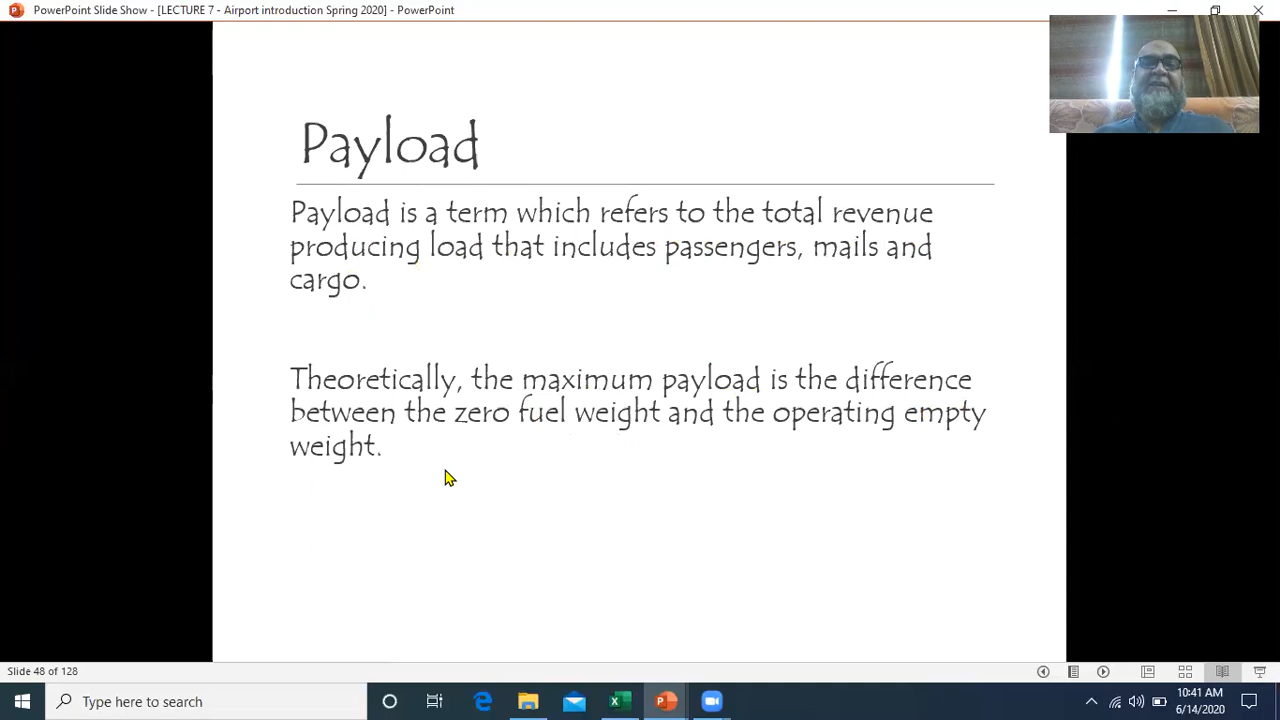 PowerPoint Slide Show - [LECTURE 7 - Airport introduction Spring 2020] - PowerPoint
Payload
Payload is a term which refers to the total revenue
producing load that includes passengers, mails and
cargo.
Theoretically, the maximum payload is the difference
between the zero fuel weight and the operating empty
weight.
Slide 48 of 128
Type here to search
10:41 AM
6/14/2020